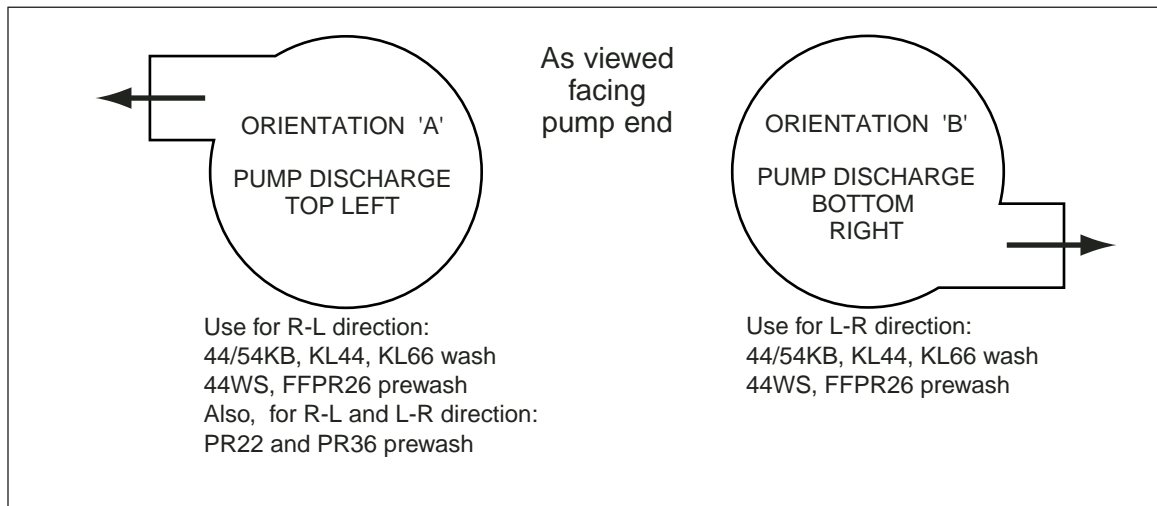 ORIENTATION 'A'
PUMP DISCHARGE
TOP LEFT
Use for R-L direction:
44/54KB, KL44, KL66 wash
44WS, FFPR26 prewash
Also, for R-L and L-R direction:
PR22 and PR36 prewash
As viewed
facing
pump end
ORIENTATION 'B'
PUMP DISCHARGE
BOTTOM
RIGHT
Use for L-R direction:
44/54KB, KL44, KL66 wash
44WS, FFPR26 prewash